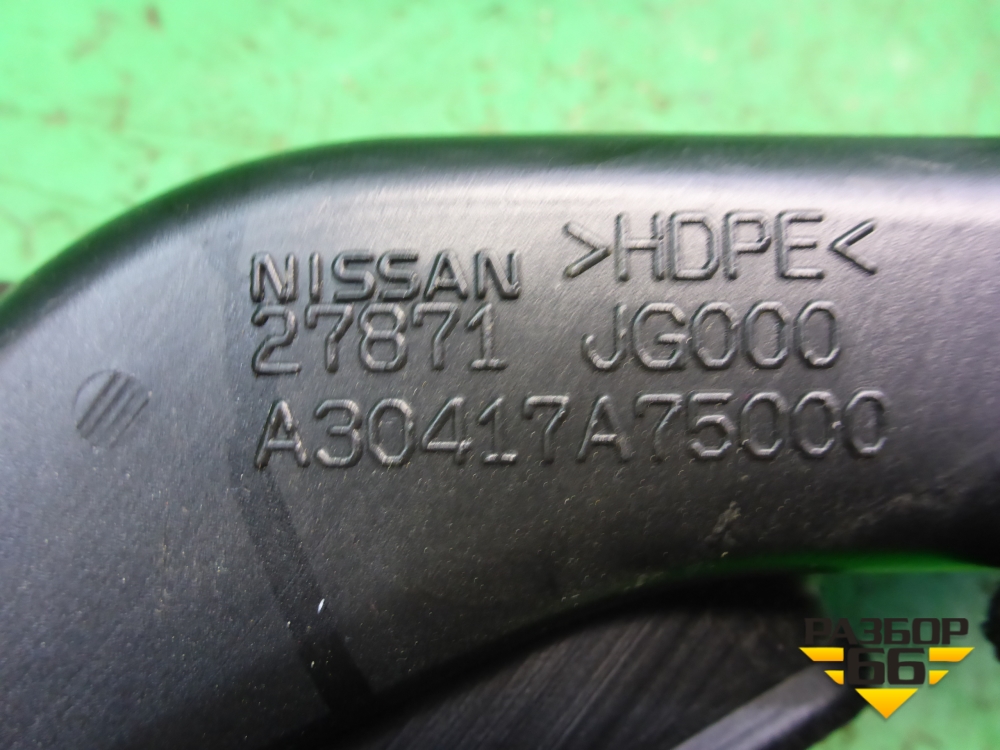 >HDPE<
NISSAN
27871 JG000
A30417A75000
РАЗБОР
66